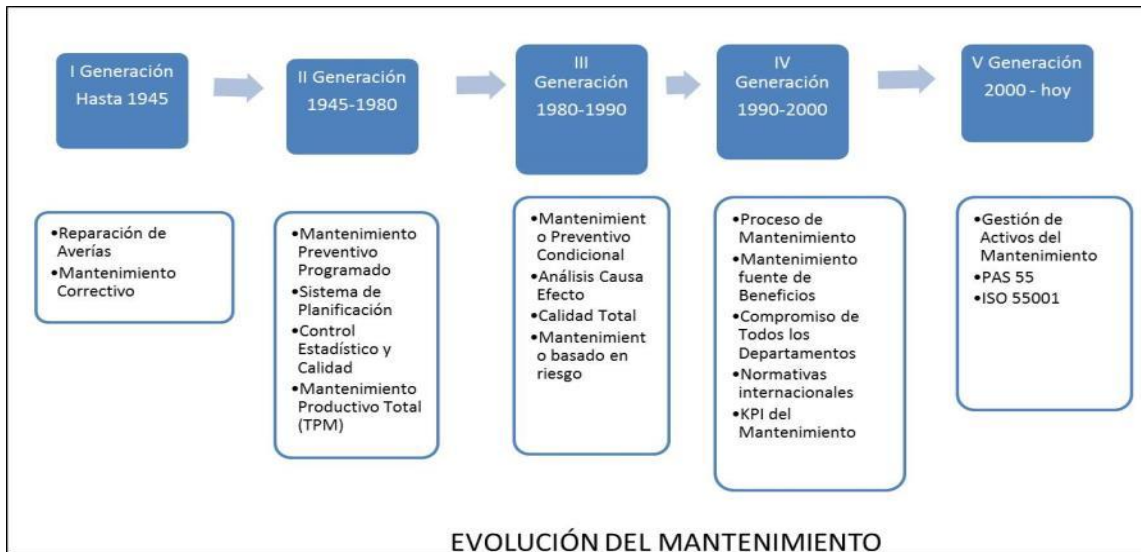 I Generación
Hasta 1945
II Generación
1945-1980
III
Generación
1980-1990
IV
Generación
1990-2000
V Generación
2000 - hoy
•Reparación de
Averías
•Mantenimiento
Correctivo
•Mantenimiento
Preventivo
Programado
•Sistema de
Planificación
•Control
Estadístico y
Calidad
•Mantenimiento
Productivo Total
(TPM)
•Mantenimient
o Preventivo
Condicional
•Análisis Causa
Efecto
•Calidad Total
•Mantenimient
o basado en
riesgo
•Proceso de
Mantenimiento
•Mantenimiento
fuente de
Beneficios
•Compromiso de
Todos los
Departamentos
•Normativas
internacionales
•KPI del
Mantenimiento
•Gestión de
Activos del
Mantenimiento
•PAS 55
•ISO 55001
EVOLUCIÓN DEL MANTENIMIENTO